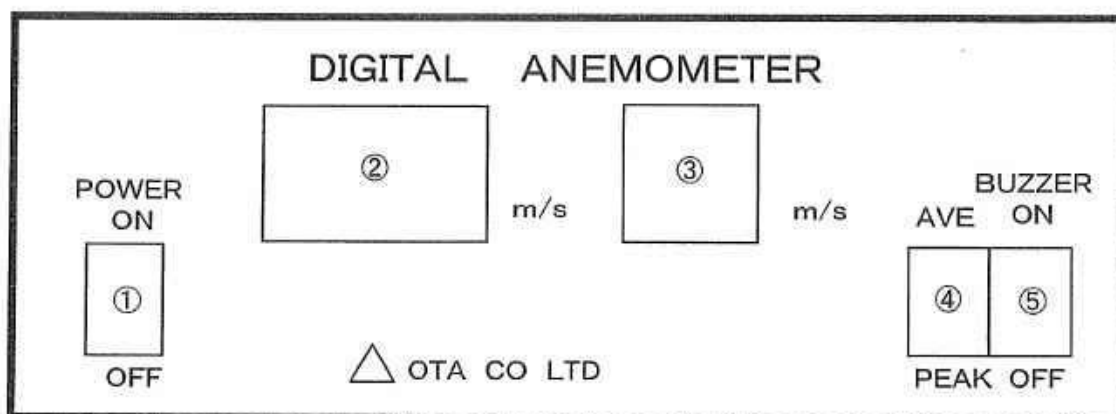 DIGITAL ANEMOMETER
②
③
m/s
m/s
POWER
ON
①
OFF
BUZZER
AVE ON
④
⑤
PEAK OFF
△ OTA CO LTD